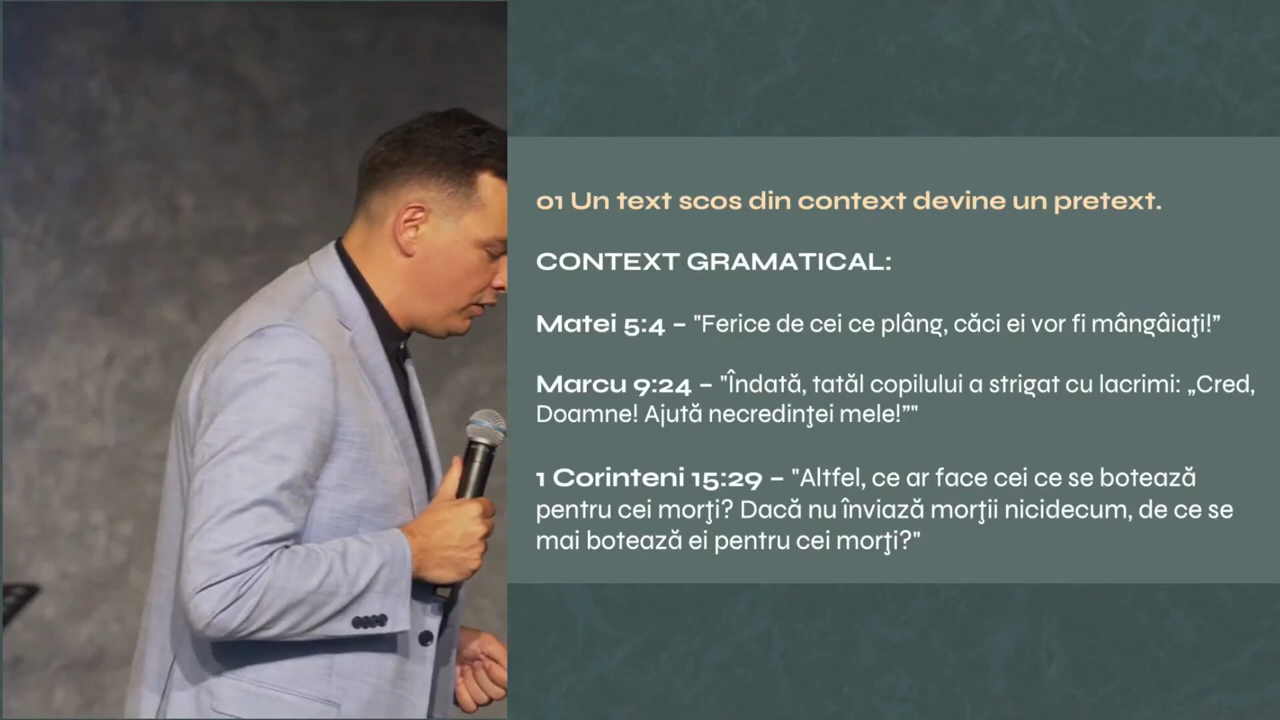 01 Un text scos din context devine un pretext.
CONTEXT GRAMATICAL:
Matei 5:4 – "Ferice de cei ce plâng, căci ei vor fi mângâiaţi!”
Marcu 9:24 – "Îndată, tatăl copilului a strigat cu lacrimi: „Cred,
Doamne! Ajută necredinţei mele!”"
1 Corinteni 15:29 – "Altfel, ce ar face cei ce se botează
pentru cei morţi? Dacă nu înviază morţii nicidecum, de ce se
mai botează ei pentru cei morţi?"